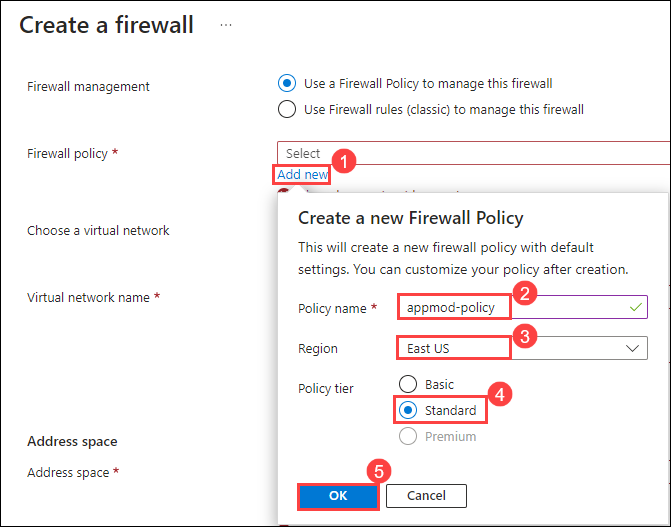 Create a firewall ...
Firewall management
Use a Firewall Policy to manage this firewall
Use Firewall rules (classic) to manage this firewall
Firewall policy *
Select
1
Add new
Choose a virtual network
Virtual network name *
Address space
Address space *
Create a new Firewall Policy
This will create a new firewall policy with default
settings. You can customize your policy after creation.
2
Policy name * appmod-policy
3
Region East US
Policy tier
Basic
4
Standard
Premium
5
OK Cancel